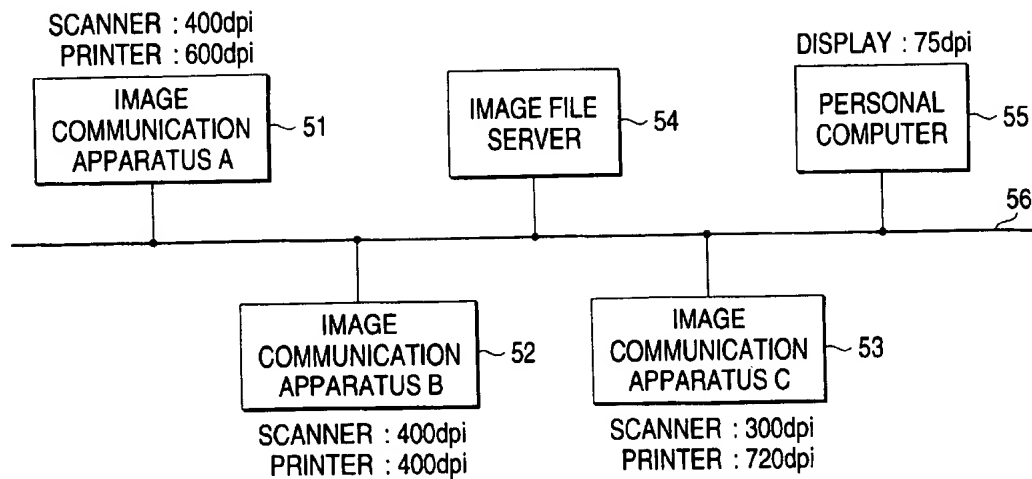 SCANNER : 400dpi
PRINTER : 600dpi
IMAGE
COMMUNICATION
APPARATUS A
51
IMAGE FILE
SERVER
54
DISPLAY : 75dpi
PERSONAL
COMPUTER
55
56
IMAGE
COMMUNICATION
APPARATUS B
52
SCANNER : 400dpi
PRINTER : 400dpi
IMAGE
COMMUNICATION
APPARATUS C
53
SCANNER : 300dpi
PRINTER : 720dpi